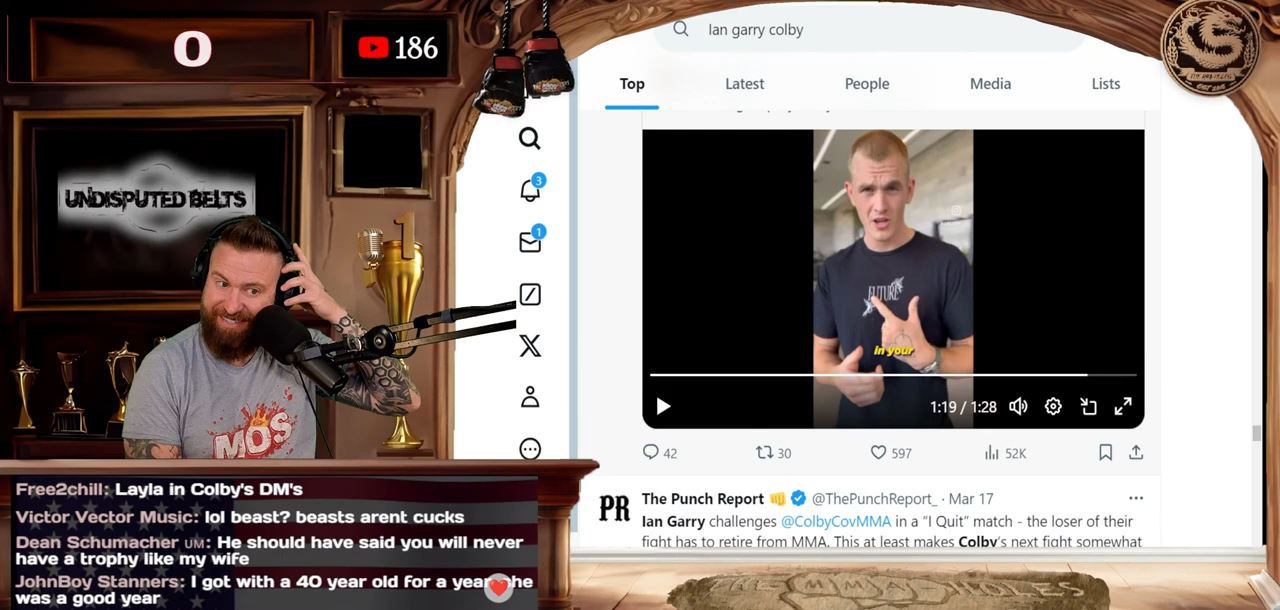 0
186
UNDISPUTED BELTS
1
MOS
Free2chill: Layla in Colby's DM's
Victor Vector Music: lol beast? beasts arent cucks
Dean Schumacher UM: He should have said you will never
have a trophy like my wife
JohnBoy Stanners: I got with a 40 year old for a year she
was a good year
Ian garry colby
Top
Latest
People
Media
Lists
3
1
FUTURE
in your
1:19 / 1:28
42
30
597
52K
PR
The Punch Report 👊 @ThePunchReport_ · Mar 17
Ian Garry challenges @ColbyCovMMA in a “I Quit” match - the loser of their
fight has to retire from MMA. This at least makes Colby's next fight somewhat
THE MMA HOLES